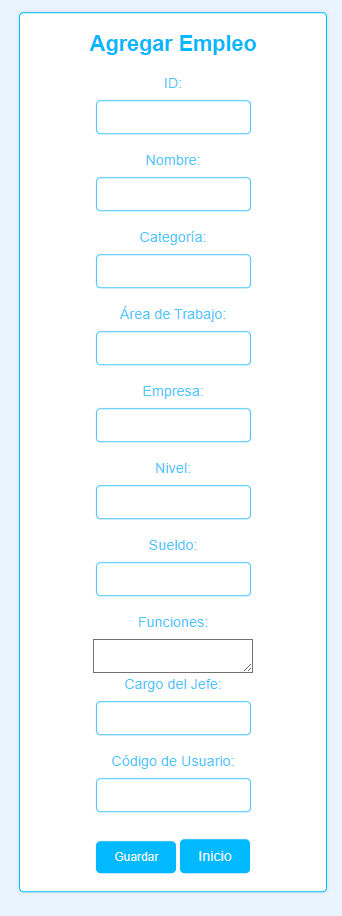 Agregar Empleo
ID:
Nombre:
Categoría:
Área de Trabajo:
Empresa:
Nivel:
Sueldo:
Funciones:
Cargo del Jefe:
Código de Usuario:
Guardar Inicio